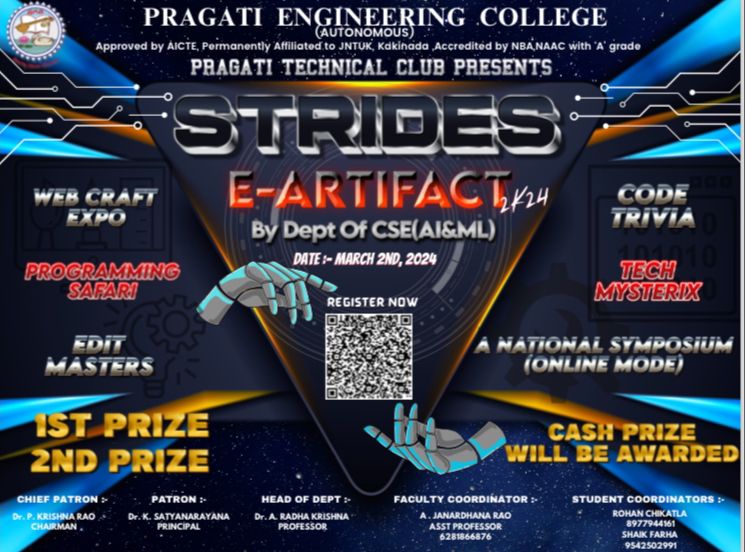 PRAGATI ENGINEERING COLLEGE
(AUTONOMOUS)
Approved by AICTE, Permanently Affiliated to JNTUK, Kakinada ,Accredited by NBA,NAAC with 'A' grade
PRAGATI TECHNICAL CLUB PRESENTS
STRIDES
E-ARTIFACT
2K24
By Dept Of CSE(AI&ML)
DATE :- MARCH 2ND, 2024
WEB CRAFT
EXPO
PROGRAMMING
SAFARI
EDIT
MASTERS
CODE
TRIVIA
TECH
MYSTERIX
A NATIONAL SYMPOSIUM
(ONLINE MODE)
REGISTER NOW
1ST PRIZE
2ND PRIZE
CASH PRIZE
WILL BE AWARDED
CHIEF PATRON :-
Dr. P. KRISHNA RAO
CHAIRMAN
PATRON :-
Dr. K. SATYANARAYANA
PRINCIPAL
HEAD OF DEPT :-
Dr. A. RADHA KRISHNA
PROFESSOR
FACULTY COORDINATOR :-
A . JANARDHANA RAO
ASST PROFESSOR
6281866876
STUDENT COORDINATORS :-
ROHAN CHIKATLA
8977944161
SHAIK FARHA
9542502991